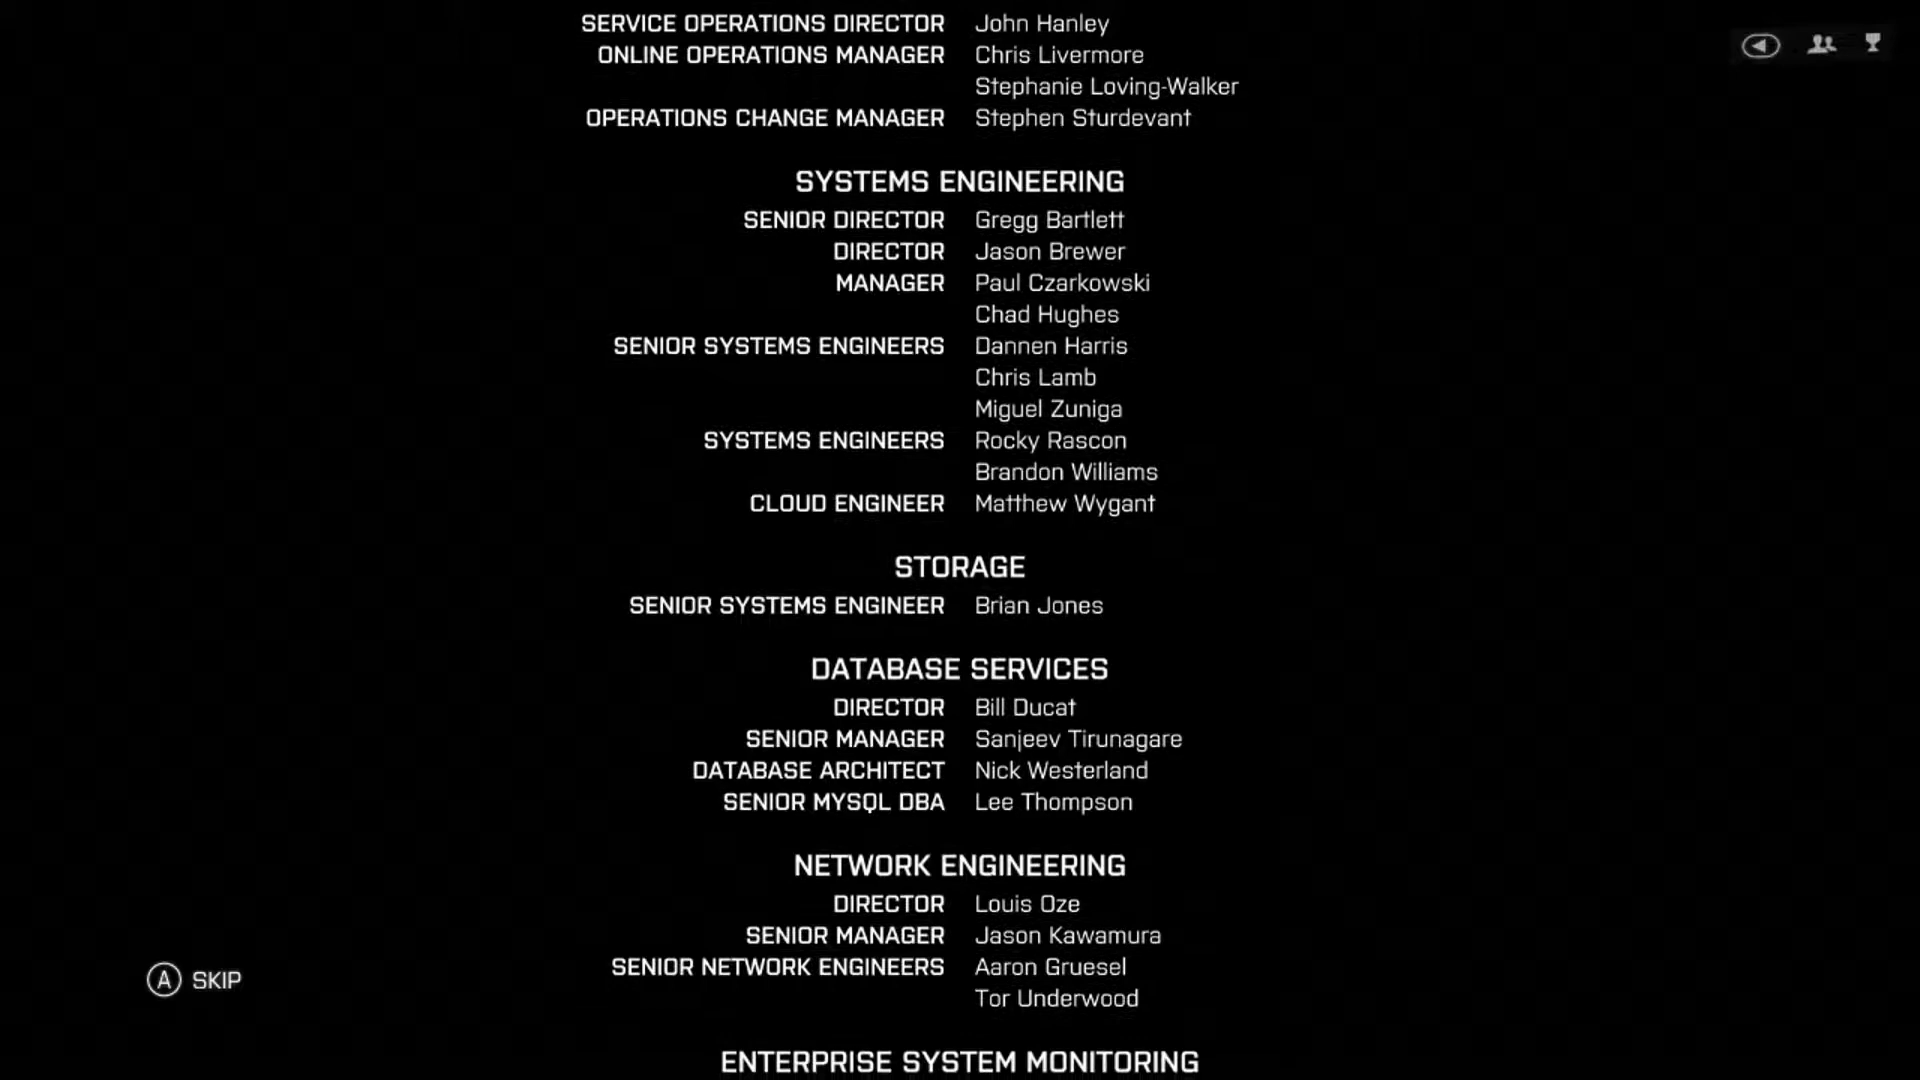 SERVICE OPERATIONS DIRECTOR John Hanley
ONLINE OPERATIONS MANAGER Chris Livermore
Stephanie Loving-Walker
OPERATIONS CHANGE MANAGER Stephen Sturdevant
SYSTEMS ENGINEERING
SENIOR DIRECTOR Gregg Bartlett
DIRECTOR Jason Brewer
MANAGER Paul Czarkowski
Chad Hughes
SENIOR SYSTEMS ENGINEERS Dannen Harris
Chris Lamb
Miguel Zuniga
SYSTEMS ENGINEERS Rocky Rascon
Brandon Williams
CLOUD ENGINEER Matthew Wygant
STORAGE
SENIOR SYSTEMS ENGINEER Brian Jones
DATABASE SERVICES
DIRECTOR Bill Ducat
SENIOR MANAGER Sanjeev Tirunagare
DATABASE ARCHITECT Nick Westerland
SENIOR MYSQL DBA Lee Thompson
NETWORK ENGINEERING
DIRECTOR Louis Oze
SENIOR MANAGER Jason Kawamura
SENIOR NETWORK ENGINEERS Aaron Gruesel
Tor Underwood
A SKIP
ENTERPRISE SYSTEM MONITORING